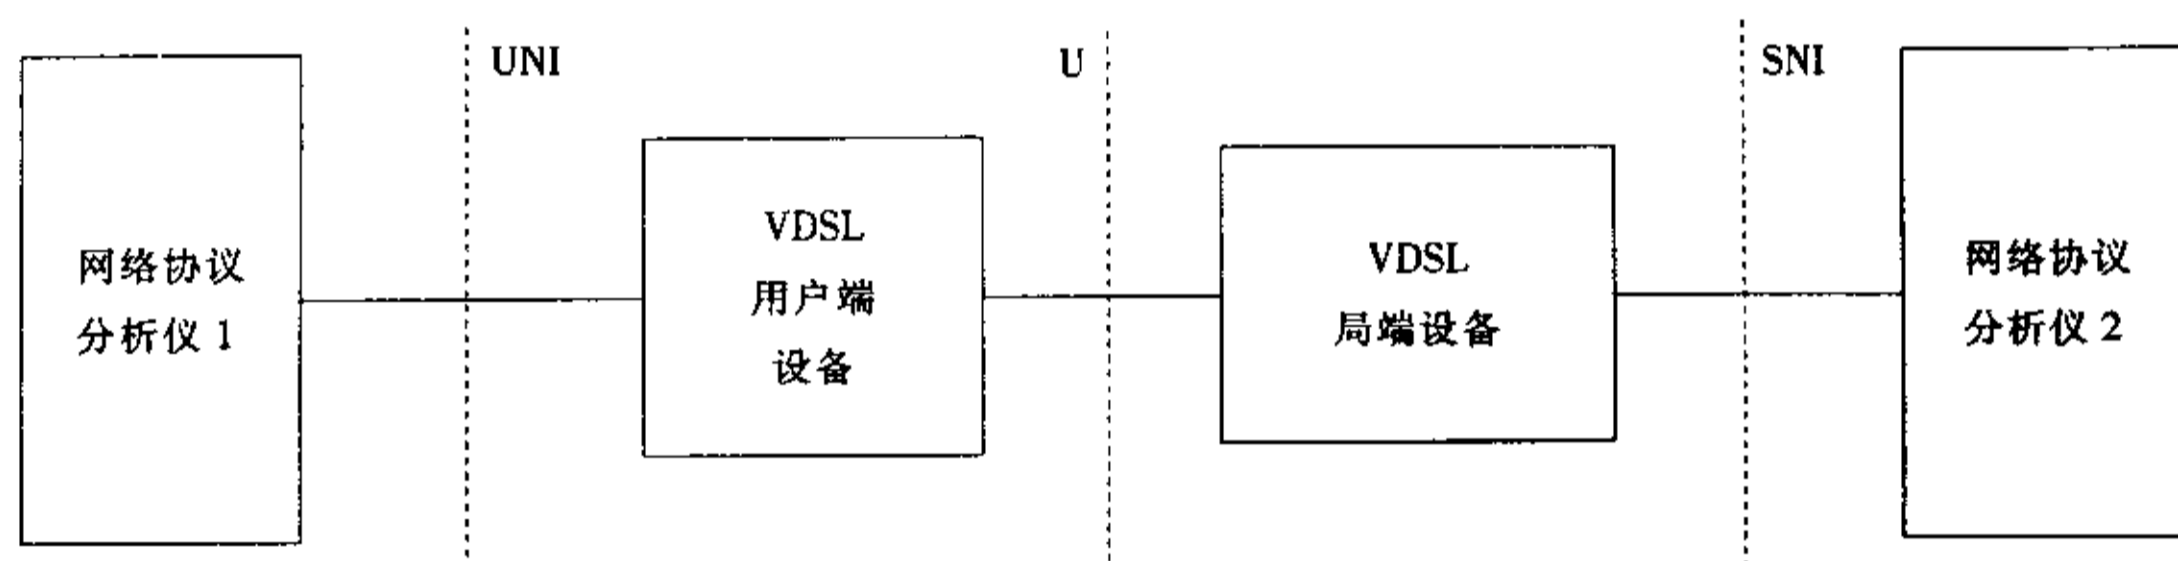 UNI
U
SNI
网络协议
分析仪 1
VDSL
用户端
设备
VDSL
局端设备
网络协议
分析仪 2